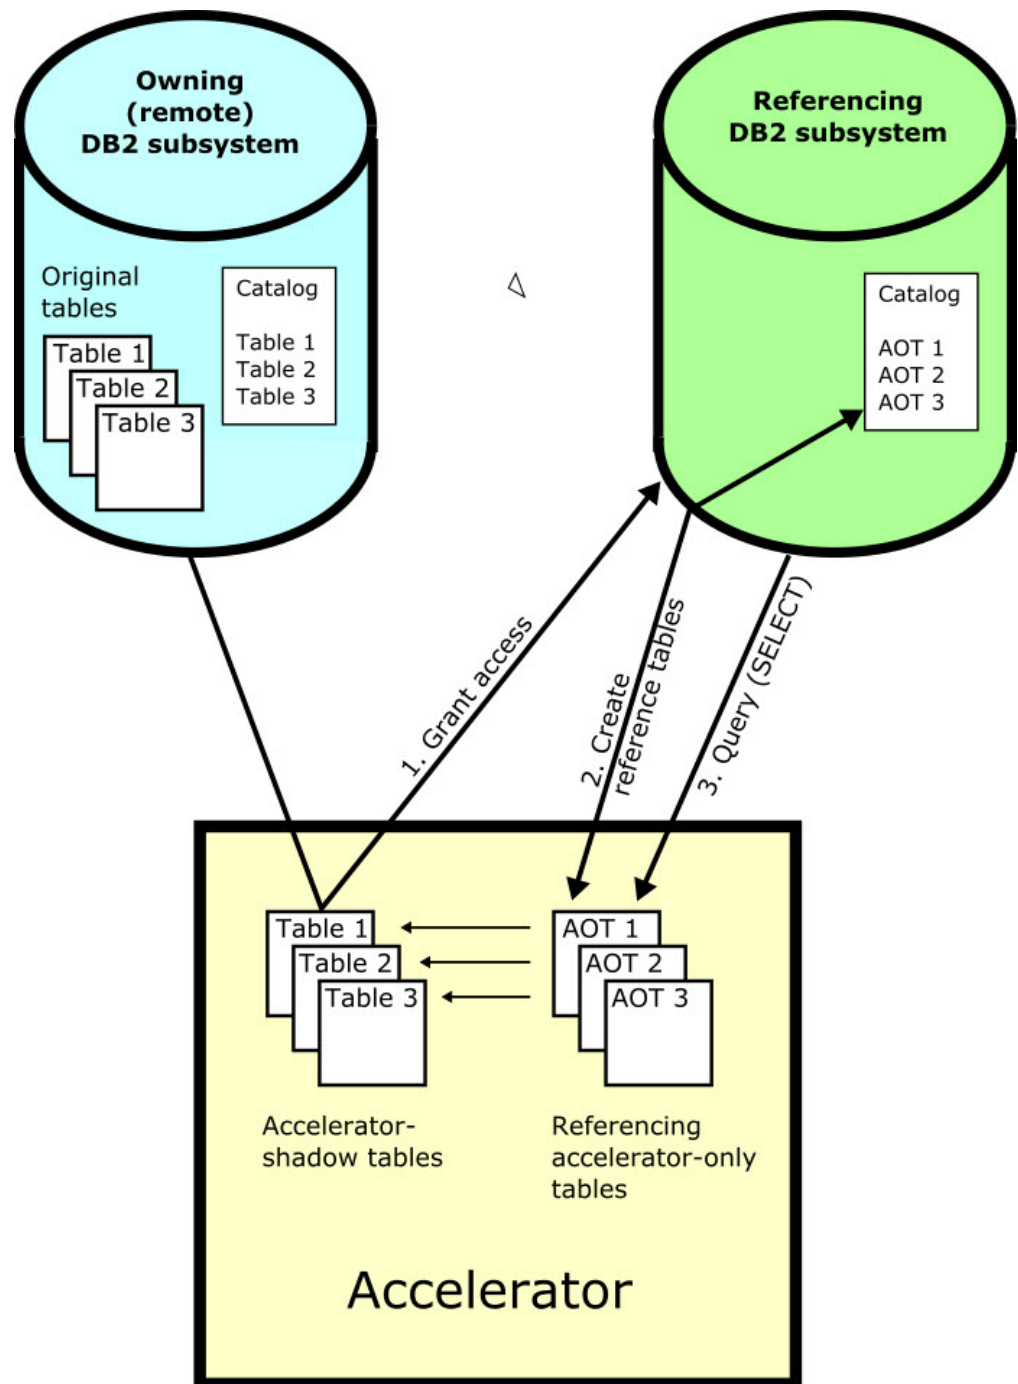 Owning
(remote)
DB2 subsystem
Original
tables
Table 1
Table 2
Table 3
Catalog
Table 1
Table 2
Table 3
Referencing
DB2 subsystem
Catalog
AOT 1
AOT 2
AOT 3
1. Grant access
2. Create
reference tables
3. Query (SELECT)
Table 1
Table 2
Table 3
Accelerator-
shadow tables
AOT 1
AOT 2
AOT 3
Referencing
accelerator-only
tables
Accelerator